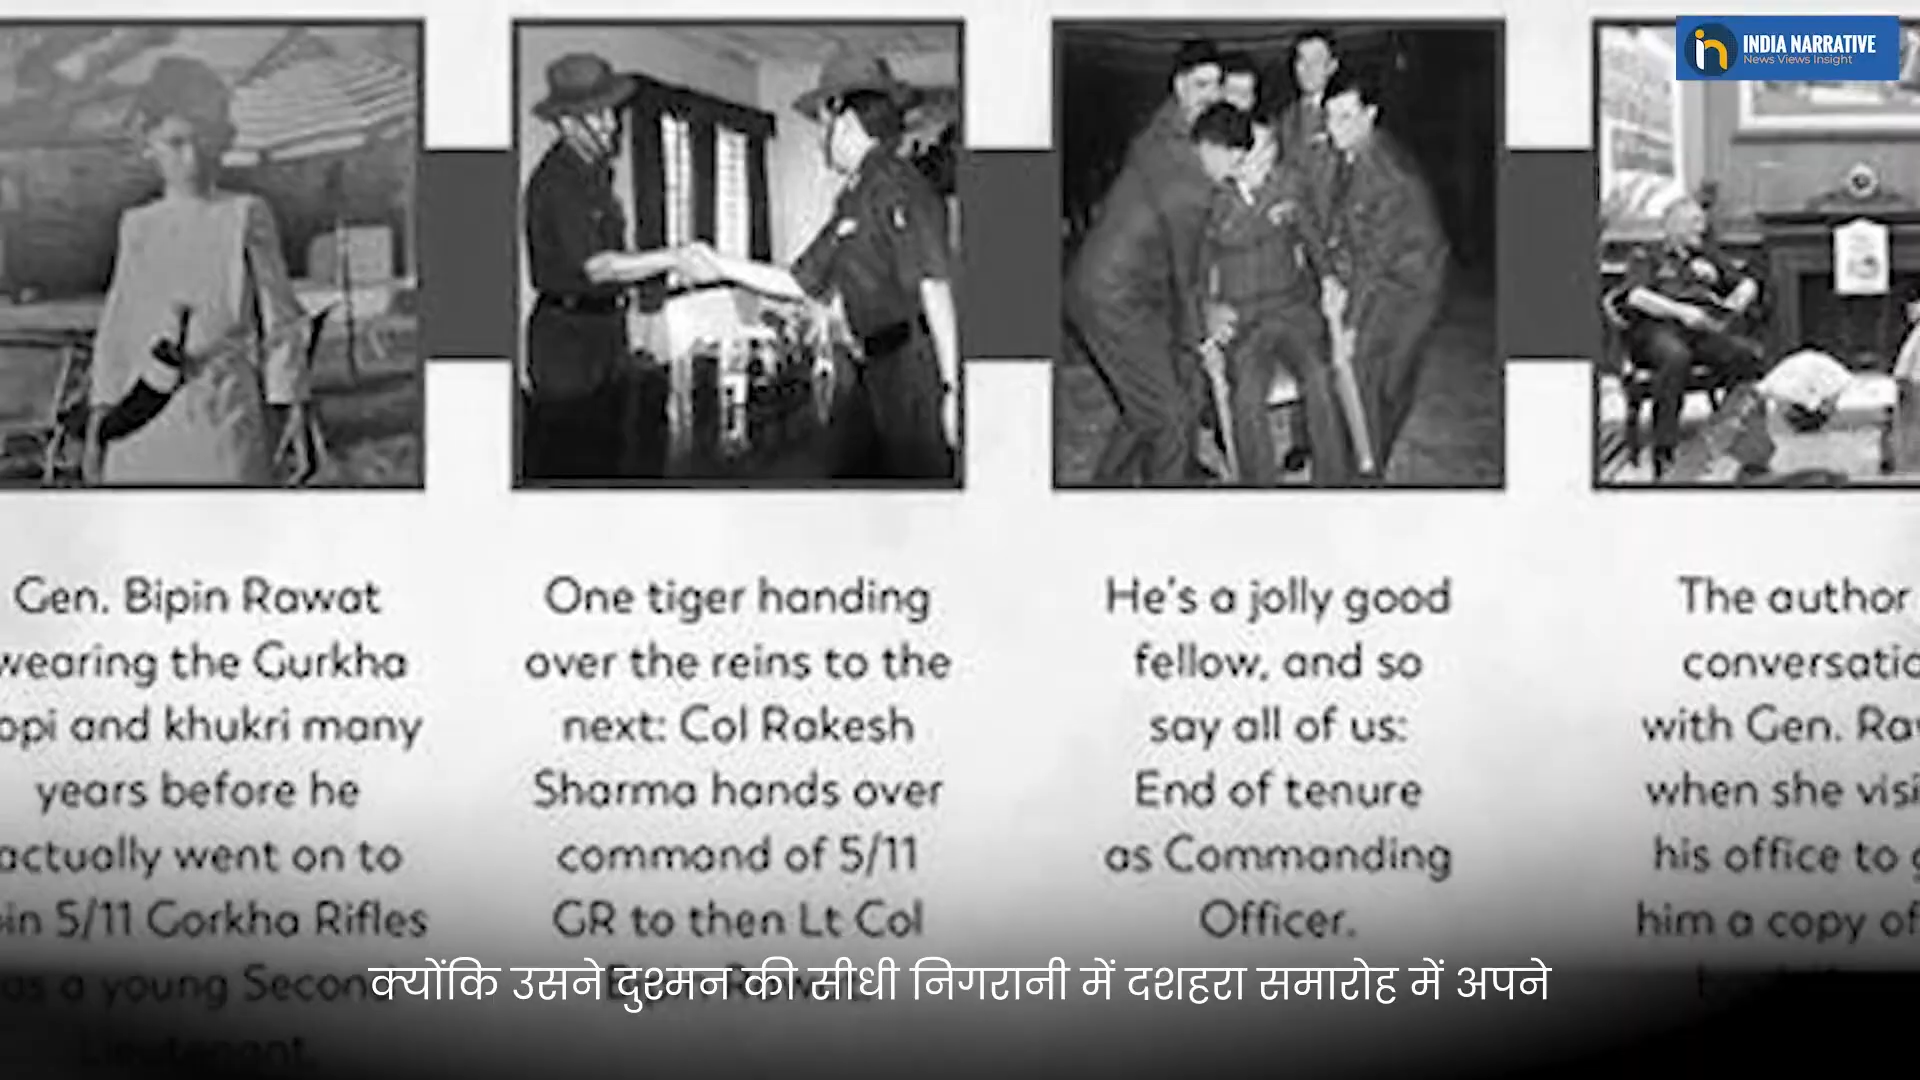 INDIA NARRATIVE
News Views Insight
Gen. Bipin Rawat
wearing the Gurkha
opi and khukri many
years before he
actually went on to
in 5/11 Gorkha Rifles
as a young Second
Lieutenant.
One tiger handing
over the reins to the
next: Col Rakesh
Sharma hands over
command of 5/11
GR to then Lt Col
He's a jolly good
fellow, and so
say all of us:
End of tenure
as Commanding
Officer.
The author
conversatio
with Gen. Ra
when she visi
his office to g
him a copy of
क्योंकि उसने दुश्मन की सीधी निगरानी में दशहरा समारोह में अपने